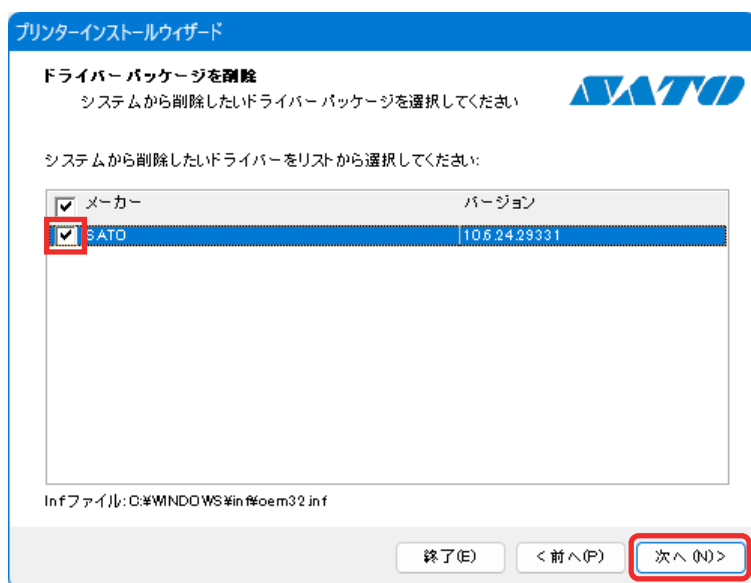 プリンターインストールウィザード
ドライバー パッケージを削除
システムから削除したいドライバー パッケージを選択してください
SATO
システムから削除したいドライバーをリストから選択してください:
メーカー バージョン
SATO 10.6.24.29331
Infファイル: C:¥WINDOWS¥inf¥oem32.inf
終了(E) <前へ(P) 次へ (N)>